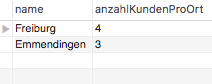 name anzahlKundenProOrt
Freiburg 4
Emmendingen 3